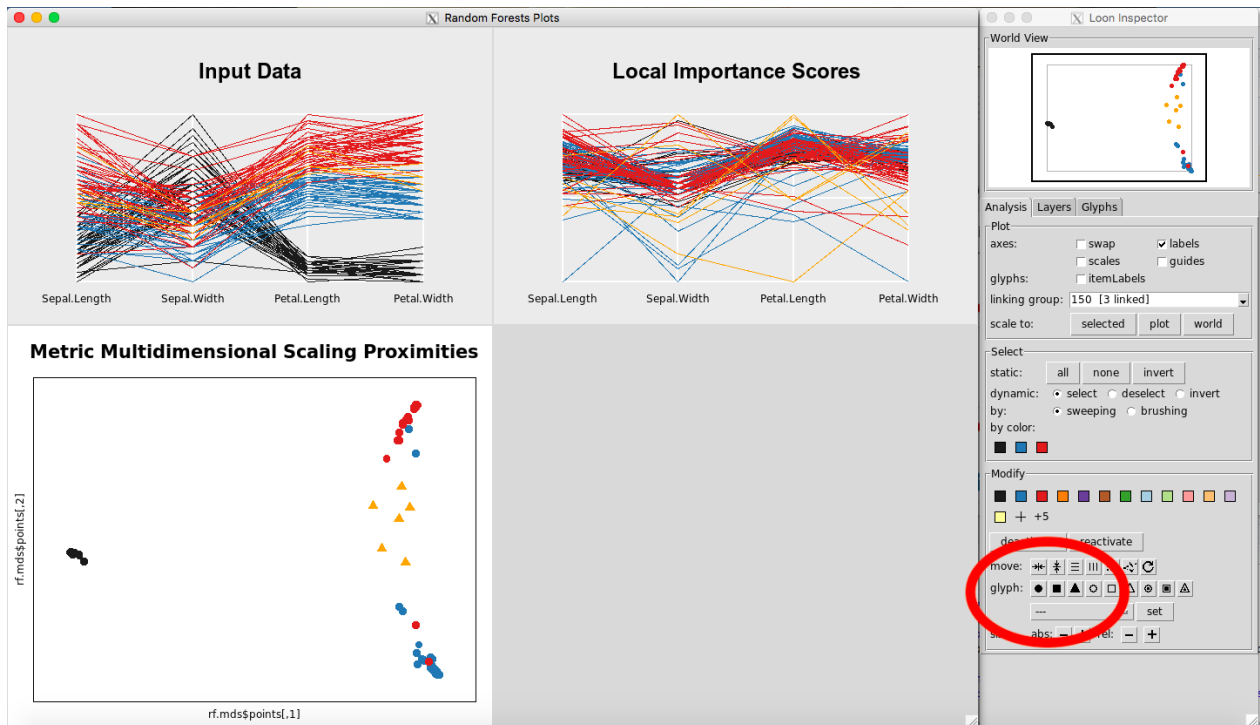 Random Forests Plots
Input Data
Sepal.Length Sepal.Width Petal.Length Petal.Width
Local Importance Scores
Sepal.Length Sepal.Width Petal.Length Petal.Width
Metric Multidimensional Scaling Proximities
rf.mds$points[,2]
rf.mds$points[,1]
X Loon Inspector
World View
Analysis Layers Glyphs
Plot
axes: swap labels
scales guides
glyphs: itemLabels
linking group: 150 [3 linked]
scale to: selected plot world
Select
static: all none invert
dynamic: select deselect invert
by: sweeping brushing
by color:
Modify
+5
reactivate
move:
glyph:
--- set
abs: rel: